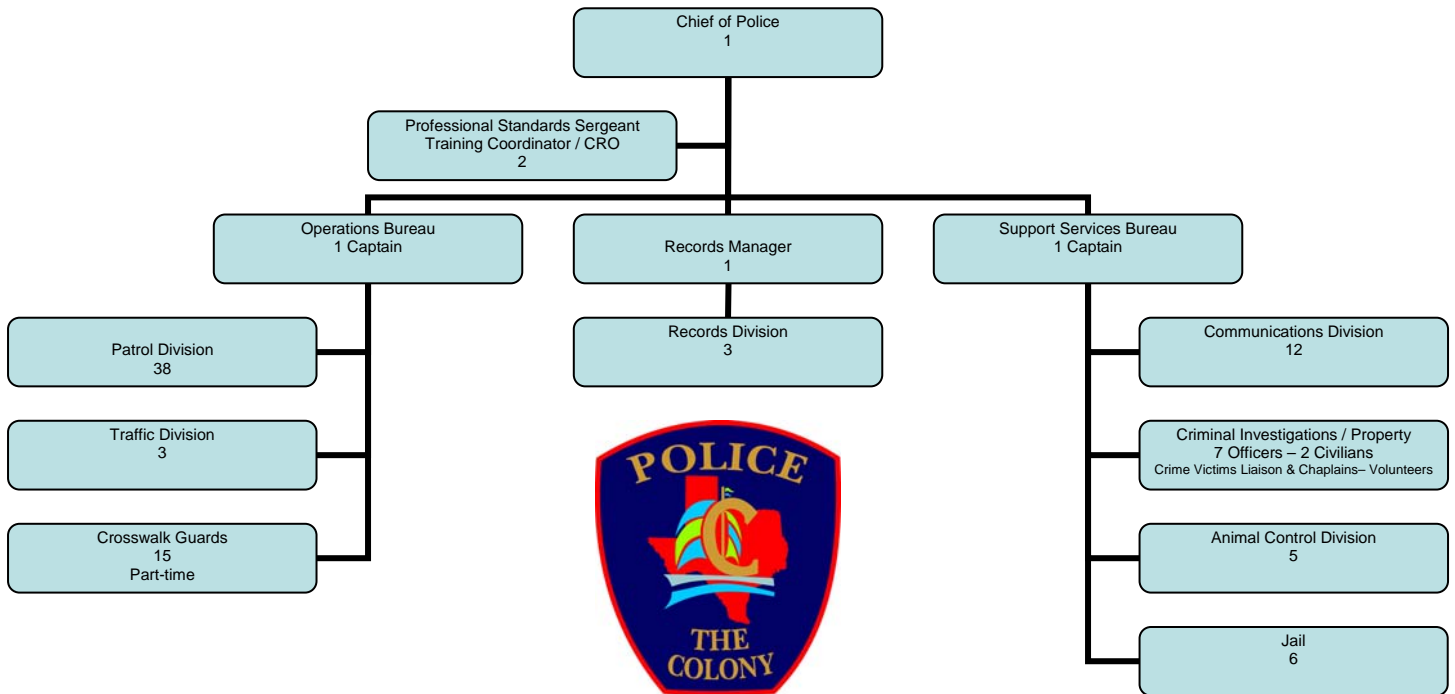 Chief of Police
1
Professional Standards Sergeant
Training Coordinator / CRO
2
Operations Bureau
1 Captain
Records Manager
1
Support Services Bureau
1 Captain
Patrol Division
38
Records Division
3
Communications Division
12
Traffic Division
3
Criminal Investigations / Property
7 Officers – 2 Civilians
Crime Victims Liaison & Chaplains– Volunteers
Crosswalk Guards
15
Part-time
Animal Control Division
5
Jail
6
POLICE
C
THE
COLONY